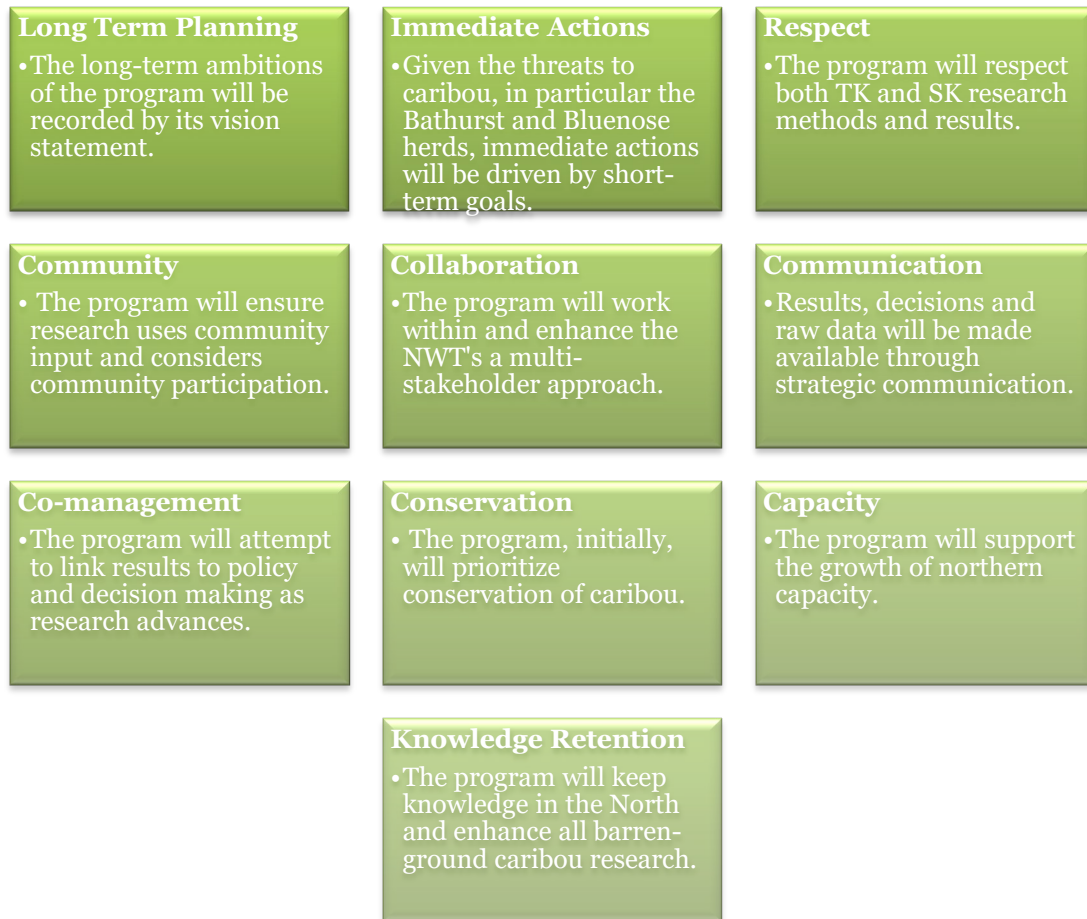 Long Term Planning
•The long-term ambitions
of the program will be
recorded by its vision
statement.
Immediate Actions
•Given the threats to
caribou, in particular the
Bathurst and Bluenose
herds, immediate actions
will be driven by short-
term goals.
Respect
•The program will respect
both TK and SK research
methods and results.
Community
• The program will ensure
research uses community
input and considers
community participation.
Collaboration
•The program will work
within and enhance the
NWT's a multi-
stakeholder approach.
Communication
•Results, decisions and
raw data will be made
available through
strategic communication.
Co-management
•The program will attempt
to link results to policy
and decision making as
research advances.
Conservation
• The program, initially,
will prioritize
conservation of caribou.
Capacity
•The program will support
the growth of northern
capacity.
Knowledge Retention
•The program will keep
knowledge in the North
and enhance all barren-
ground caribou research.